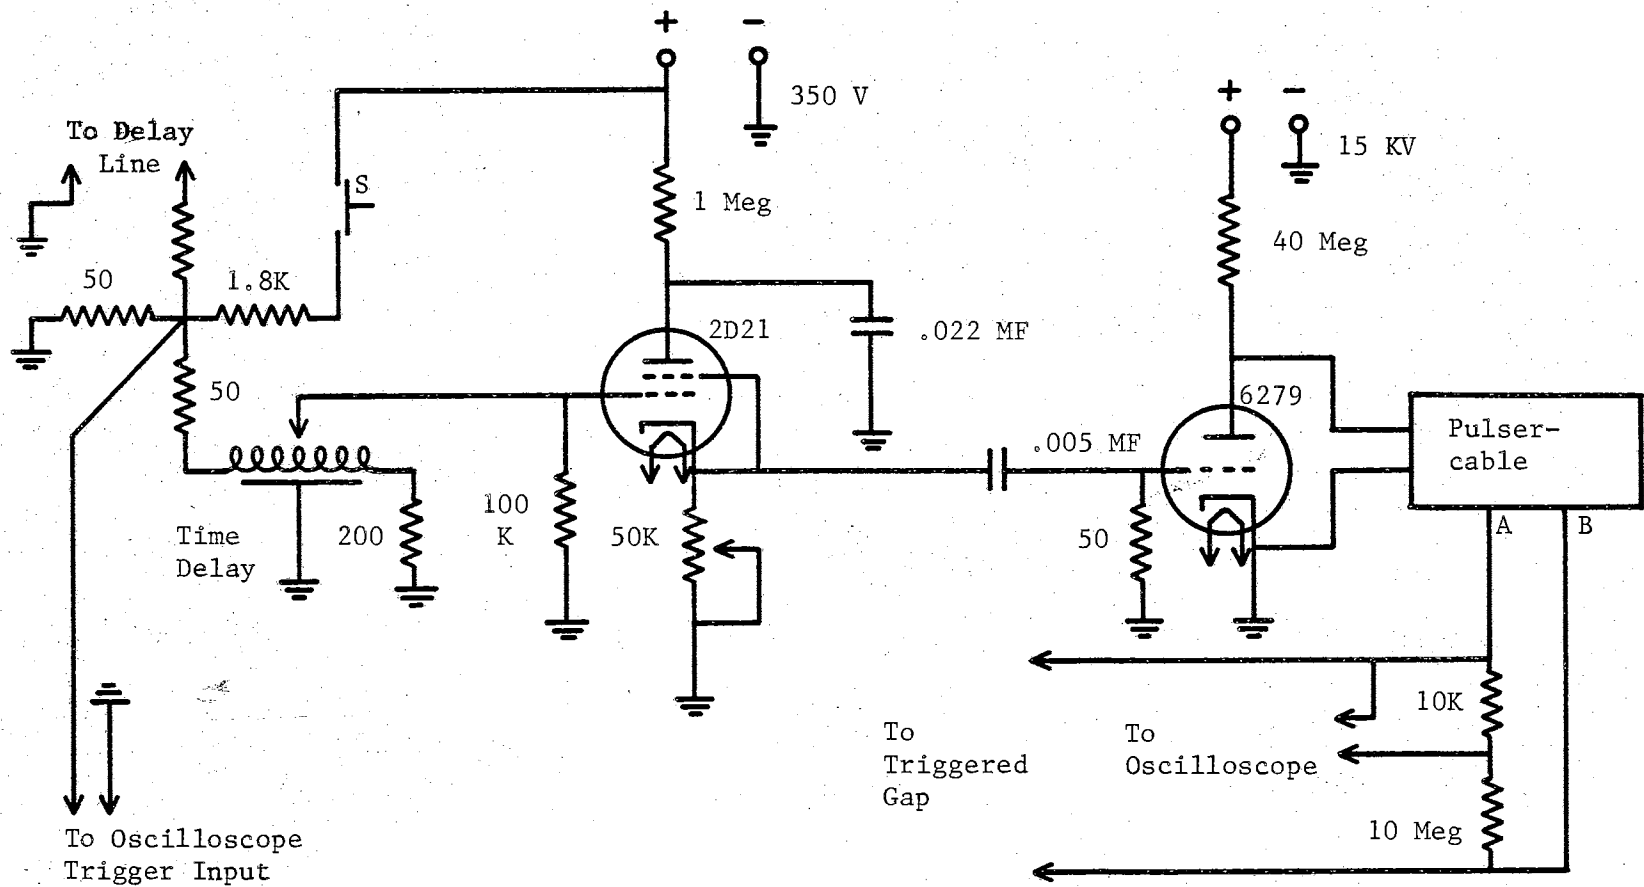 + −
350 V
+ −
15 KV
To Delay
Line
S
1 Meg
40 Meg
50
1.8K
2D21
.022 MF
50
6279
.005 MF
Pulser-
cable
Time
Delay
200
100
K
50K
50
A
B
10K
To
Triggered
Gap
To
Oscilloscope
10 Meg
To Oscilloscope
Trigger Input